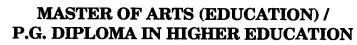 MASTER OF ARTS (EDUCATION) /
P.G. DIPLOMA IN HIGHER EDUCATION